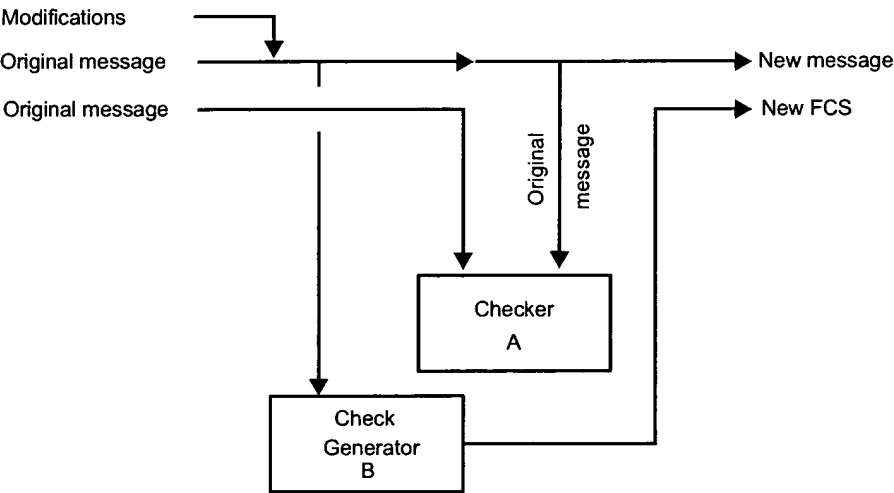 Modifications
Original message
New message
Original message
New FCS
Original
message
Checker
A
Check
Generator
B